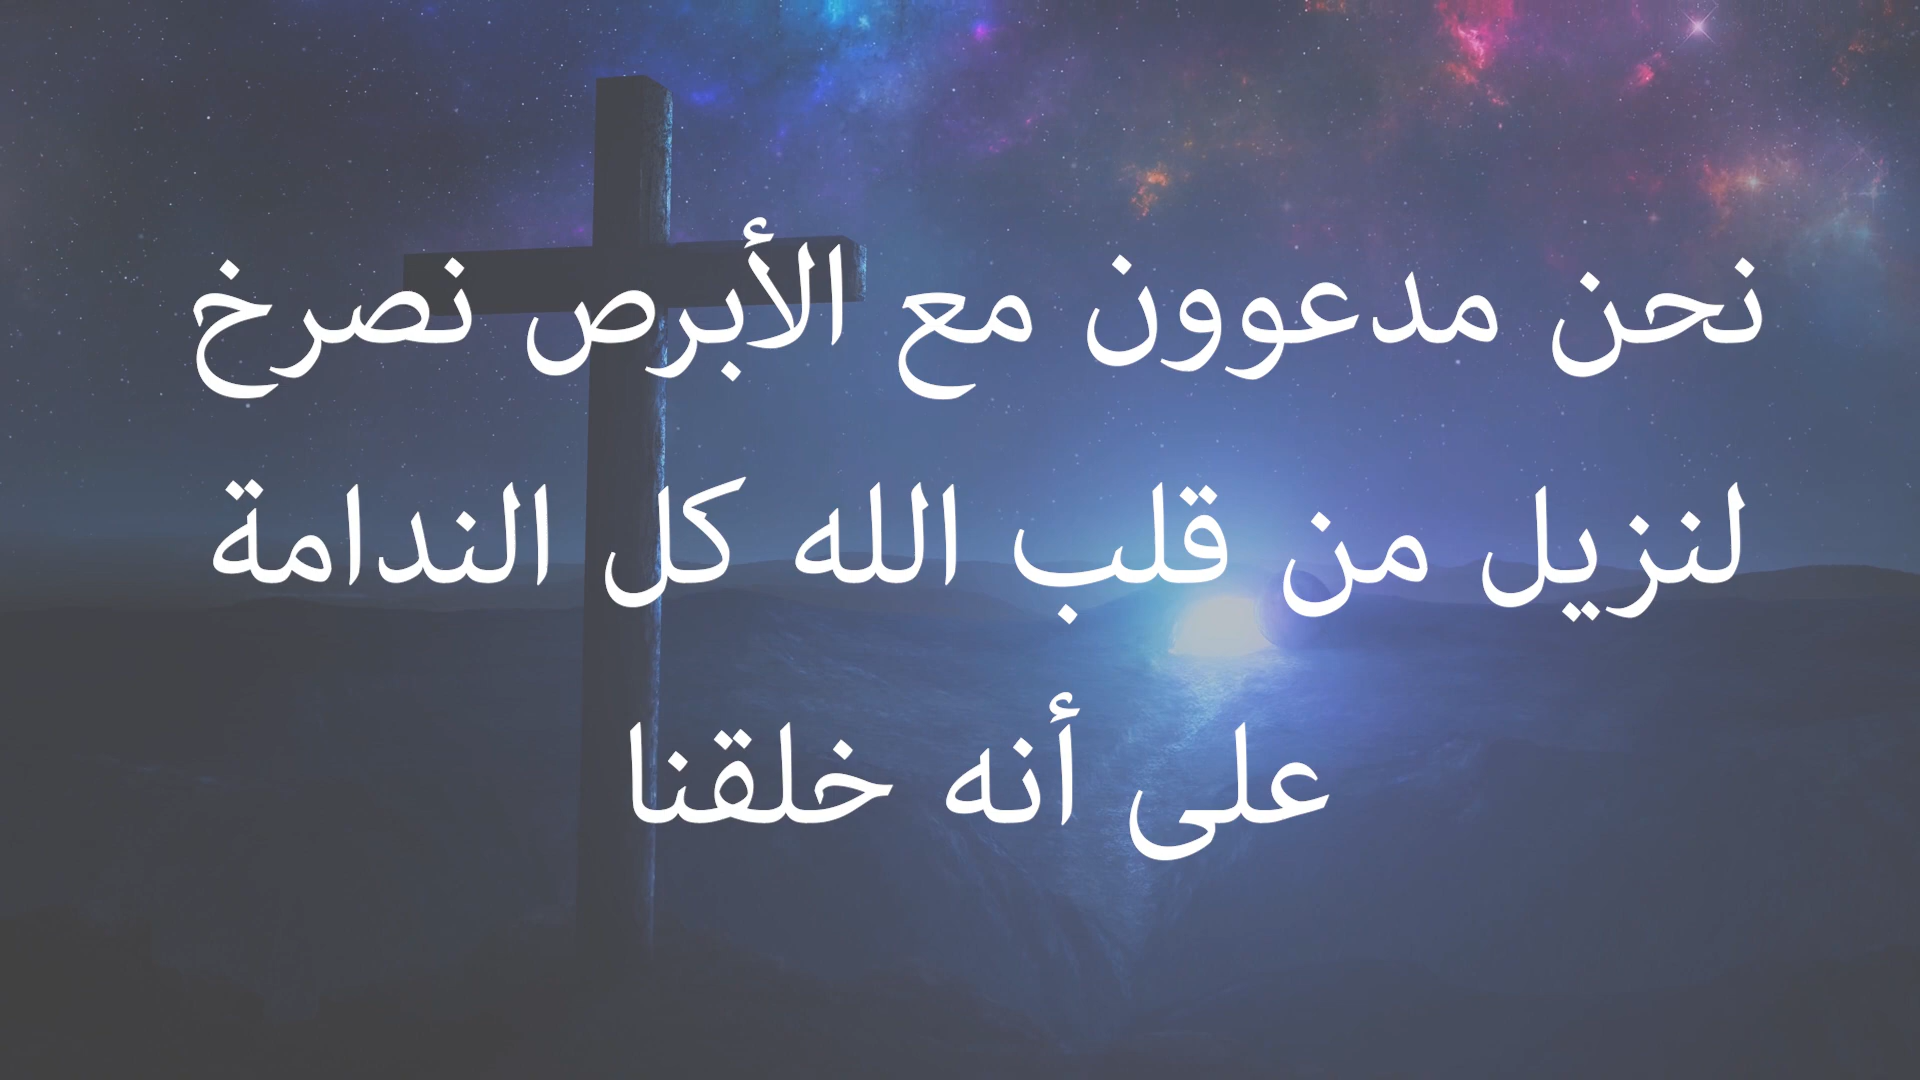 نحن مدعوون مع الأبرص نصرخ
لنزيل من قلب الله كل الندامة
على أنه خلقنا